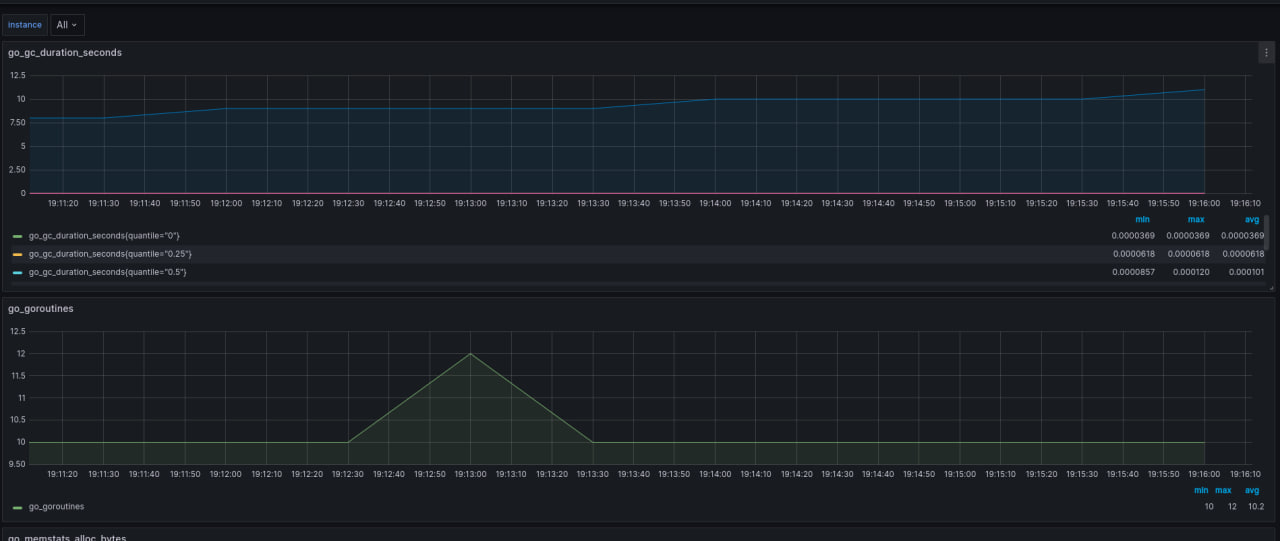 instance All
go_gc_duration_seconds
12.5
10
7.50
5
2.50
0
19:11:20 19:11:30 19:11:40 19:11:50 19:12:00 19:12:10 19:12:20 19:12:30 19:12:40 19:12:50 19:13:00 19:13:10 19:13:20 19:13:30 19:13:40 19:13:50 19:14:00 19:14:10 19:14:20 19:14:30 19:14:40 19:14:50 19:15:00 19:15:10 19:15:20 19:15:30 19:15:40 19:15:50 19:16:00 19:16:10
min max avg
go_gc_duration_seconds{quantile="0"} 0.0000369 0.0000369 0.0000369
go_gc_duration_seconds{quantile="0.25"} 0.0000618 0.0000618 0.0000618
go_gc_duration_seconds{quantile="0.5"} 0.0000857 0.000120 0.000101
go_goroutines
12.5
12
11.5
11
10.5
10
9.50
19:11:20 19:11:30 19:11:40 19:11:50 19:12:00 19:12:10 19:12:20 19:12:30 19:12:40 19:12:50 19:13:00 19:13:10 19:13:20 19:13:30 19:13:40 19:13:50 19:14:00 19:14:10 19:14:20 19:14:30 19:14:40 19:14:50 19:15:00 19:15:10 19:15:20 19:15:30 19:15:40 19:15:50 19:16:00 19:16:10
min max avg
go_goroutines 10 12 10.2
go_memstats_alloc_bytes